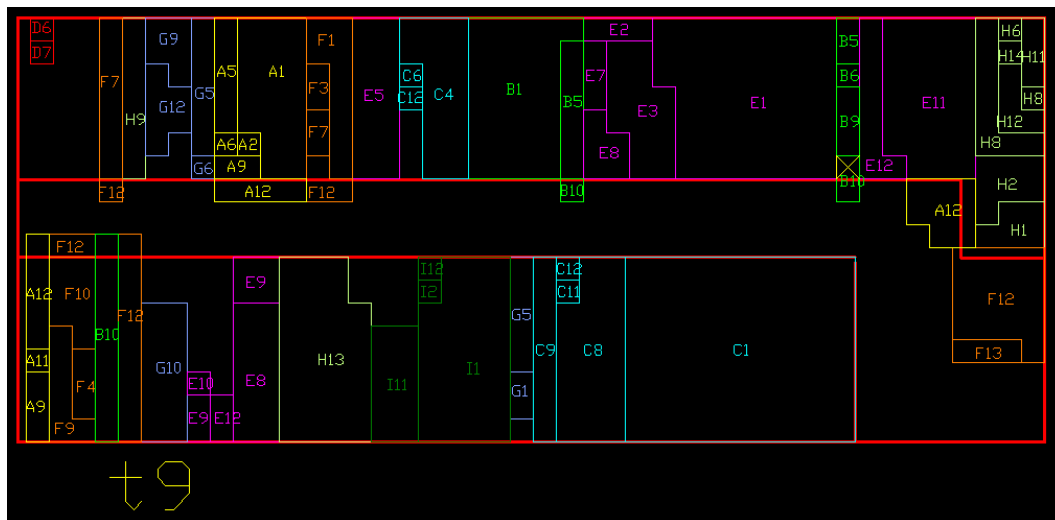 D6 G9 F1 E2 B5 H6
D7 F7 A5 A1 C6 E7 B6 H14 H11
G5 F3 E5 C12 C4 B1 B5 E3 E1 E11 H8
H9 G12 F7 B9 H12
A6 A2 E8 H8
G6 A9 E12
F12 A12 F12 B10 B10 H2
A12 H1
F12 I12 C12
A12 F10 E9 I2 C11 F12
F12 G5
B10
A11 H13 C9 C8 C1 F13
G10 I1
F4 E10 E8 I11 G1
A9 E9 E12
F9
t9